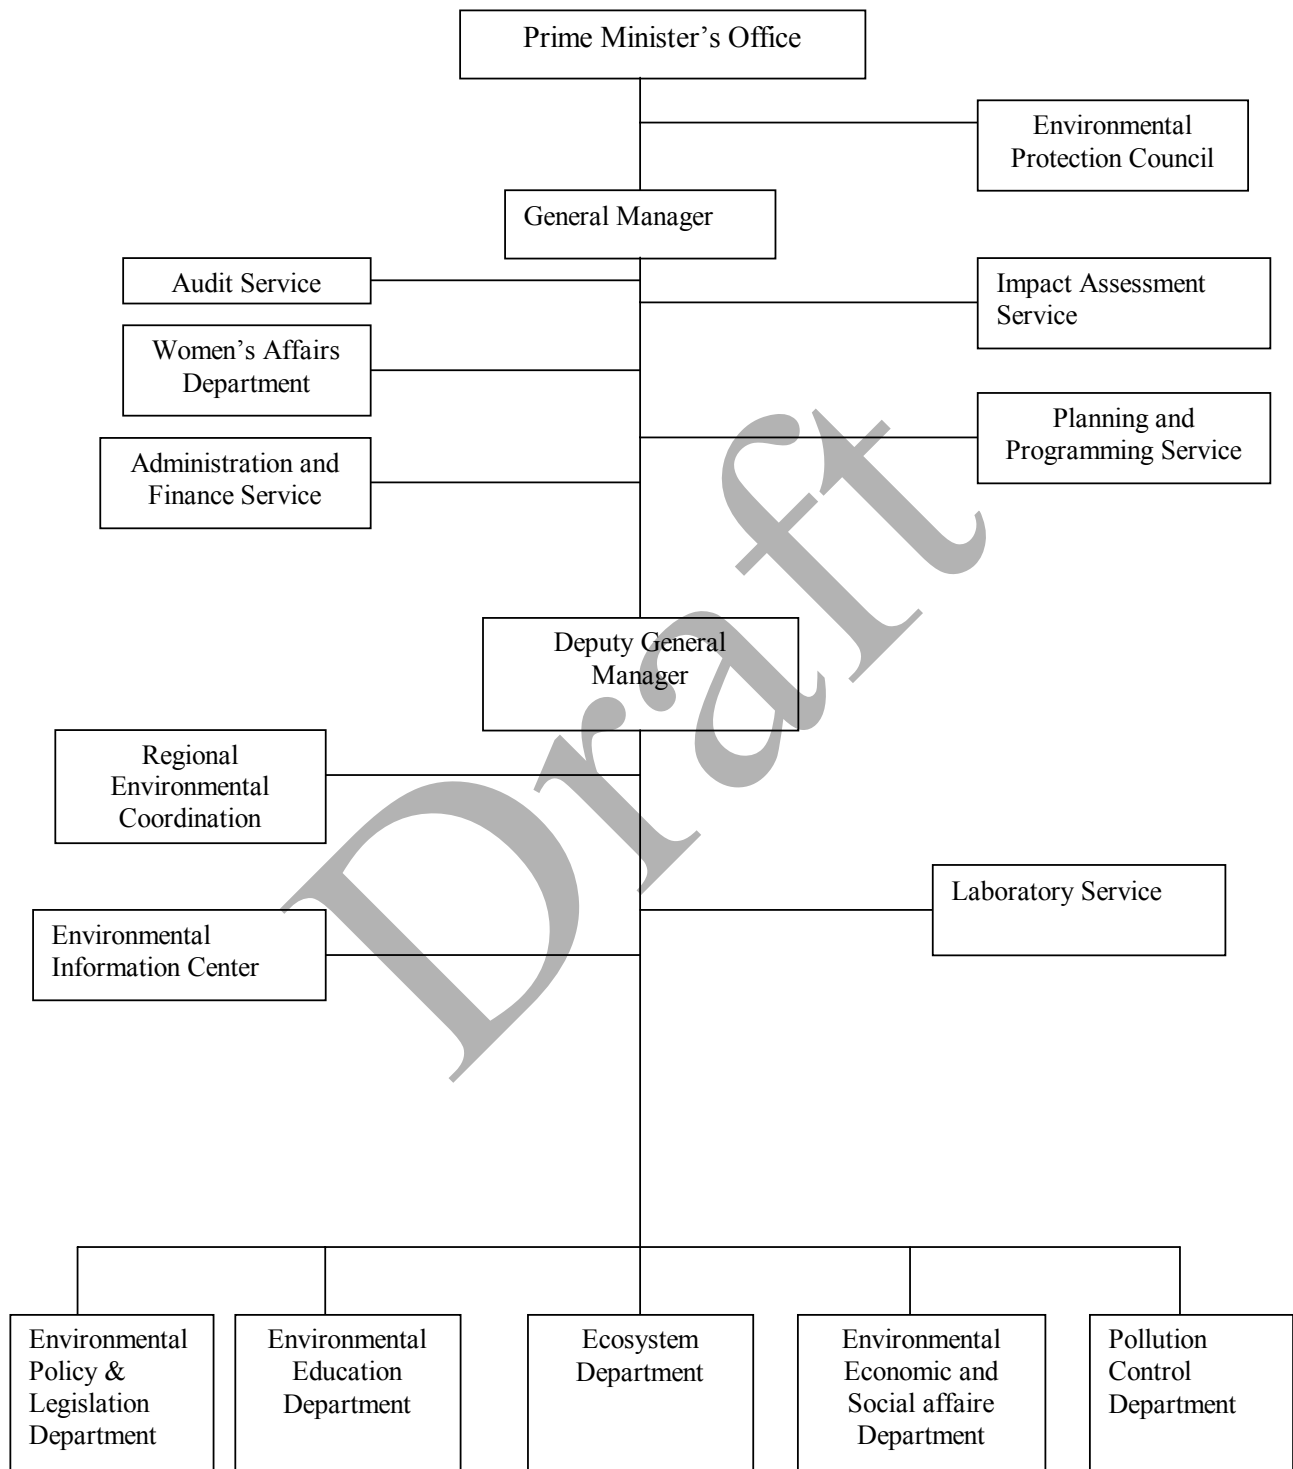 Prime Minister’s Office
Environmental
Protection Council
General Manager
Audit Service
Impact Assessment
Service
Women’s Affairs
Department
Planning and
Programming Service
Administration and
Finance Service
Deputy General
Manager
Regional
Environmental
Coordination
Laboratory Service
Environmental
Information Center
Draft
Environmental
Policy &
Legislation
Department
Environmental
Education
Department
Ecosystem
Department
Environmental
Economic and
Social affaire
Department
Pollution
Control
Department